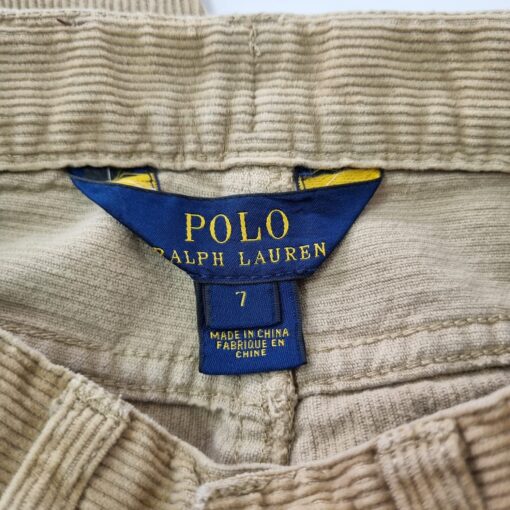 POLO
RALPH LAUREN
7
MADE IN CHINA
FABRIQUE EN
CHINE